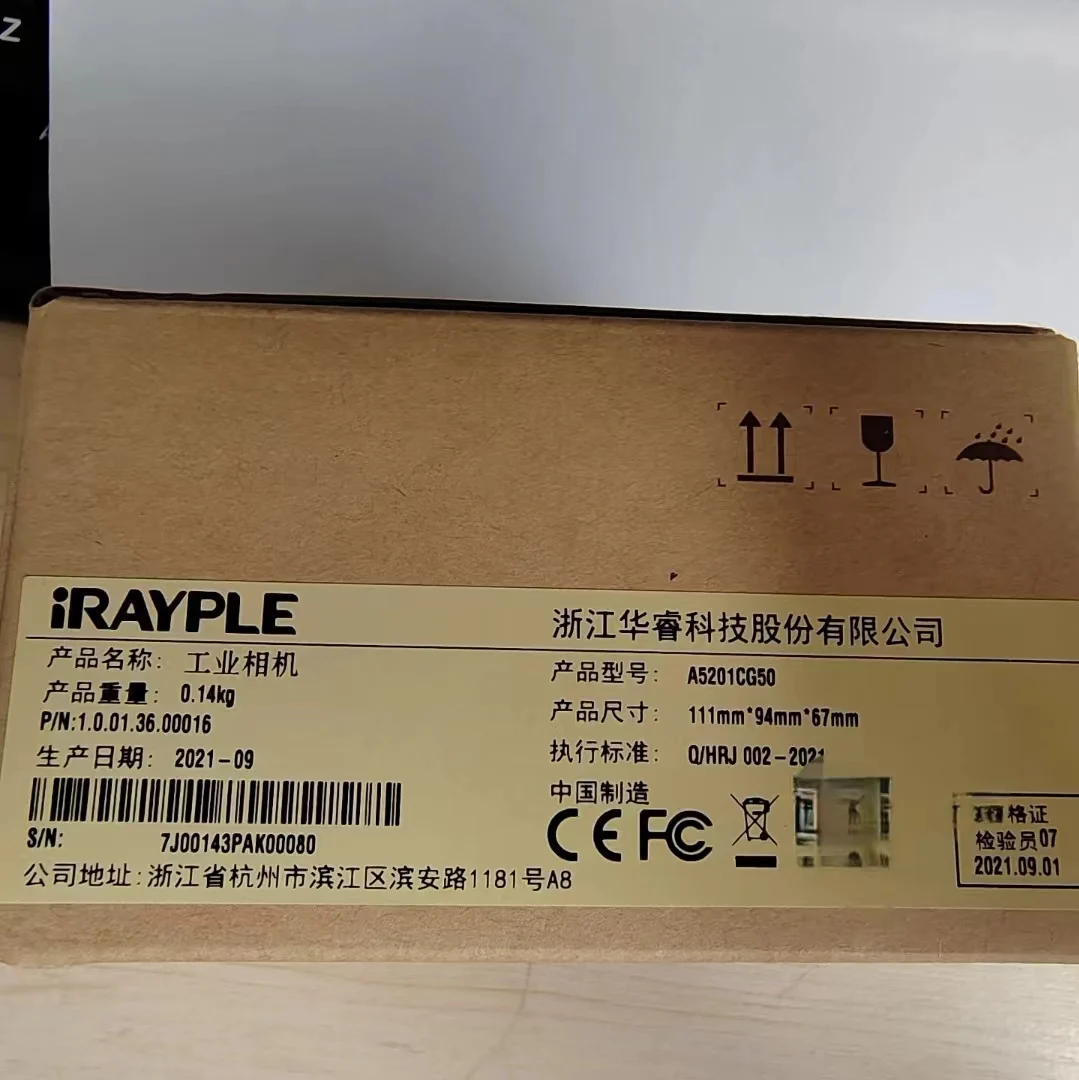 Z
iRAYPLE
浙江华睿科技股份有限公司
产品名称: 工业相机
产品重量: 0.14kg
P/N:1.0.01.36.00016
生产日期: 2021-09
S/N: 7J00143PAK00080
产品型号: A5201CG50
产品尺寸: 111mm*94mm*67mm
执行标准: Q/HRJ 002-2021
中国制造
CE FC
格证
检验员07
2021.09.01
公司地址:浙江省杭州市滨江区滨安路1181号A8